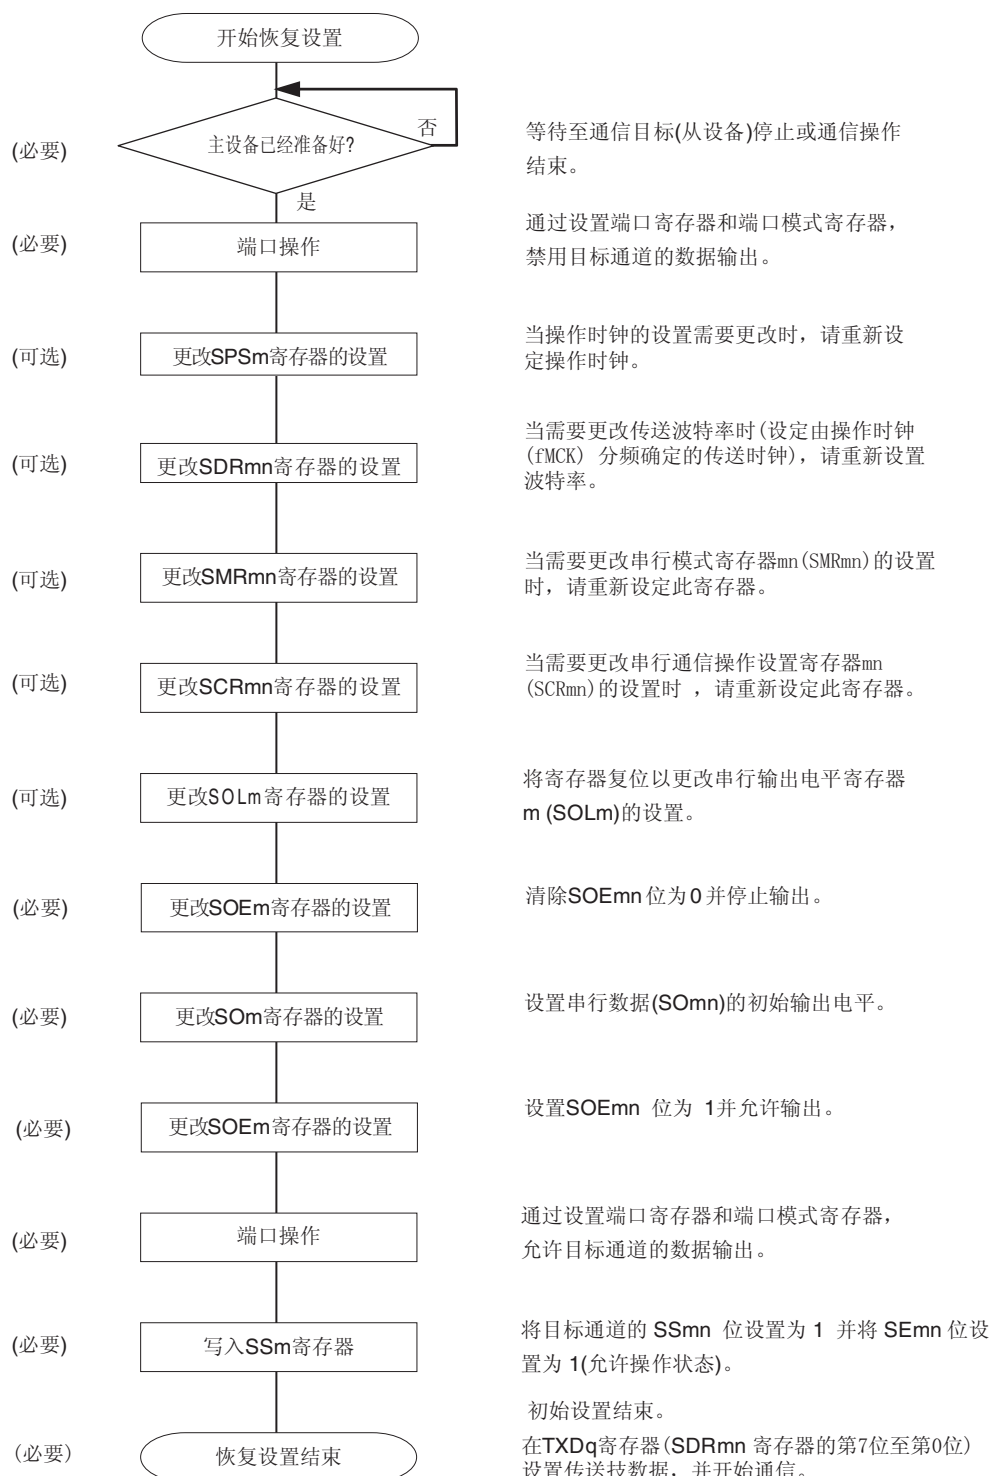 开始恢复设置
否
(必要)
主设备已经准备好?
等待至通信目标(从设备)停止或通信操作
结束。
是
(必要)
端口操作
通过设置端口寄存器和端口模式寄存器，
禁用目标通道的数据输出。
(可选)
更改SPSm寄存器的设置
当操作时钟的设置需要更改时，请重新设
定操作时钟。
(可选)
更改SDRmn寄存器的设置
当需要更改传送波特率时(设定由操作时钟
(fMCK) 分频确定的传送时钟)，请重新设置
波特率。
(可选)
更改SMRmn寄存器的设置
当需要更改串行模式寄存器mn(SMRmn)的设置
时，请重新设定此寄存器。
(可选)
更改SCRmn寄存器的设置
当需要更改串行通信操作设置寄存器mn
(SCRmn)的设置时 ，请重新设定此寄存器。
(可选)
更改SOLm寄存器的设置
将寄存器复位以更改串行输出电平寄存器
m (SOLm)的设置。
(必要)
更改SOEm寄存器的设置
清除SOEmn位为0并停止输出。
(必要)
更改SOm寄存器的设置
设置串行数据(SOmn)的初始输出电平。
(必要)
更改SOEm寄存器的设置
设置SOEmn 位为 1并允许输出。
(必要)
端口操作
通过设置端口寄存器和端口模式寄存器，
允许目标通道的数据输出。
(必要)
写入SSm寄存器
将目标通道的 SSmn 位设置为 1 并将 SEmn 位设
置为 1(允许操作状态)。
(必要)
恢复设置结束
初始设置结束。
在TXDq寄存器(SDRmn 寄存器的第7位至第0位)
设置传送技数据，并开始通信。